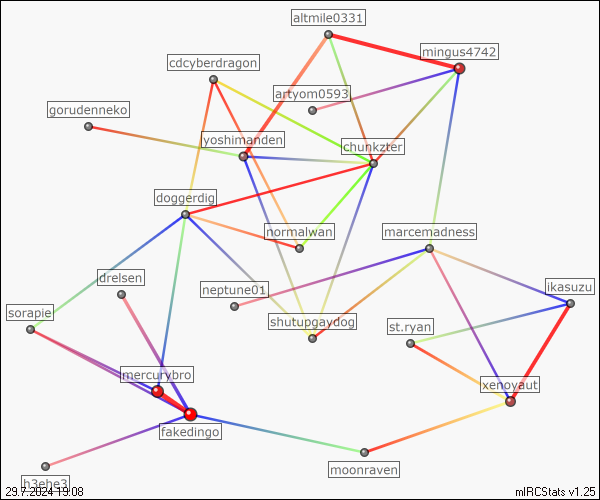 altmile0331
mingus4742
cdcyberdragon
artyom0593
gorudenneko
yoshimanden
chunkzter
doggerdig
normalwan
marcemadness
drelsen
neptune01
ikasuzu
sorapie
shutupgaydog
st.ryan
mercurybro
xenoyaut
fakedingo
moonraven
h3ehe3
29.7.2024 19:08
mIRCStats v1.25